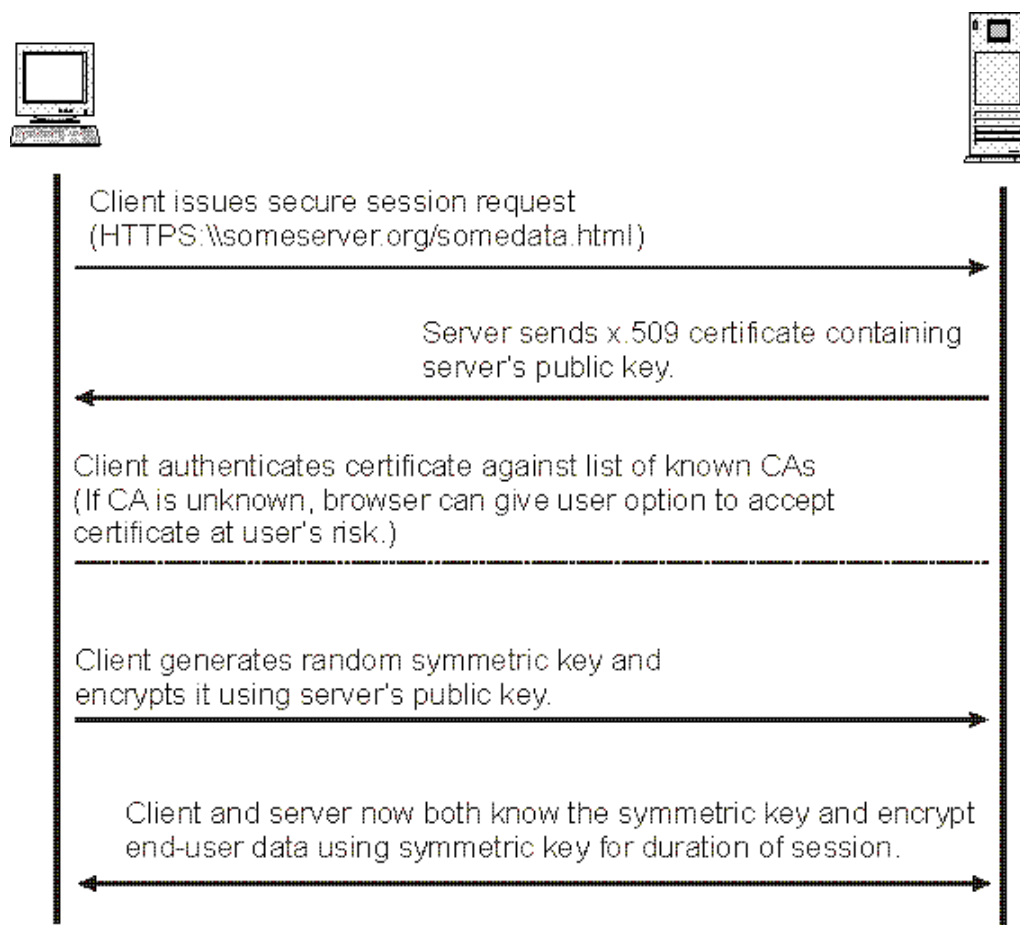 Client issues secure session request
(HTTPS:\\someserver.org/somedata.html)
Server sends x.509 certificate containing
server's public key.
Client authenticates certificate against list of known CAs
(If CA is unknown, browser can give user option to accept
certificate at user's risk.)
Client generates random symmetric key and
encrypts it using server's public key.
Client and server now both know the symmetric key and encrypt
end-user data using symmetric key for duration of session.